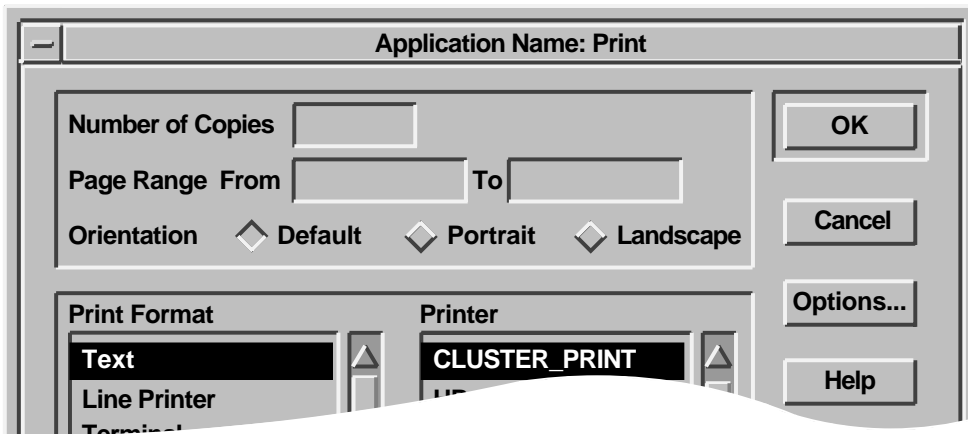 Application Name: Print
Number of Copies
OK
Page Range From To
Cancel
Orientation Default Portrait Landscape
Options...
Print Format
Printer
Text
CLUSTER_PRINT
Help
Line Printer
Terminal